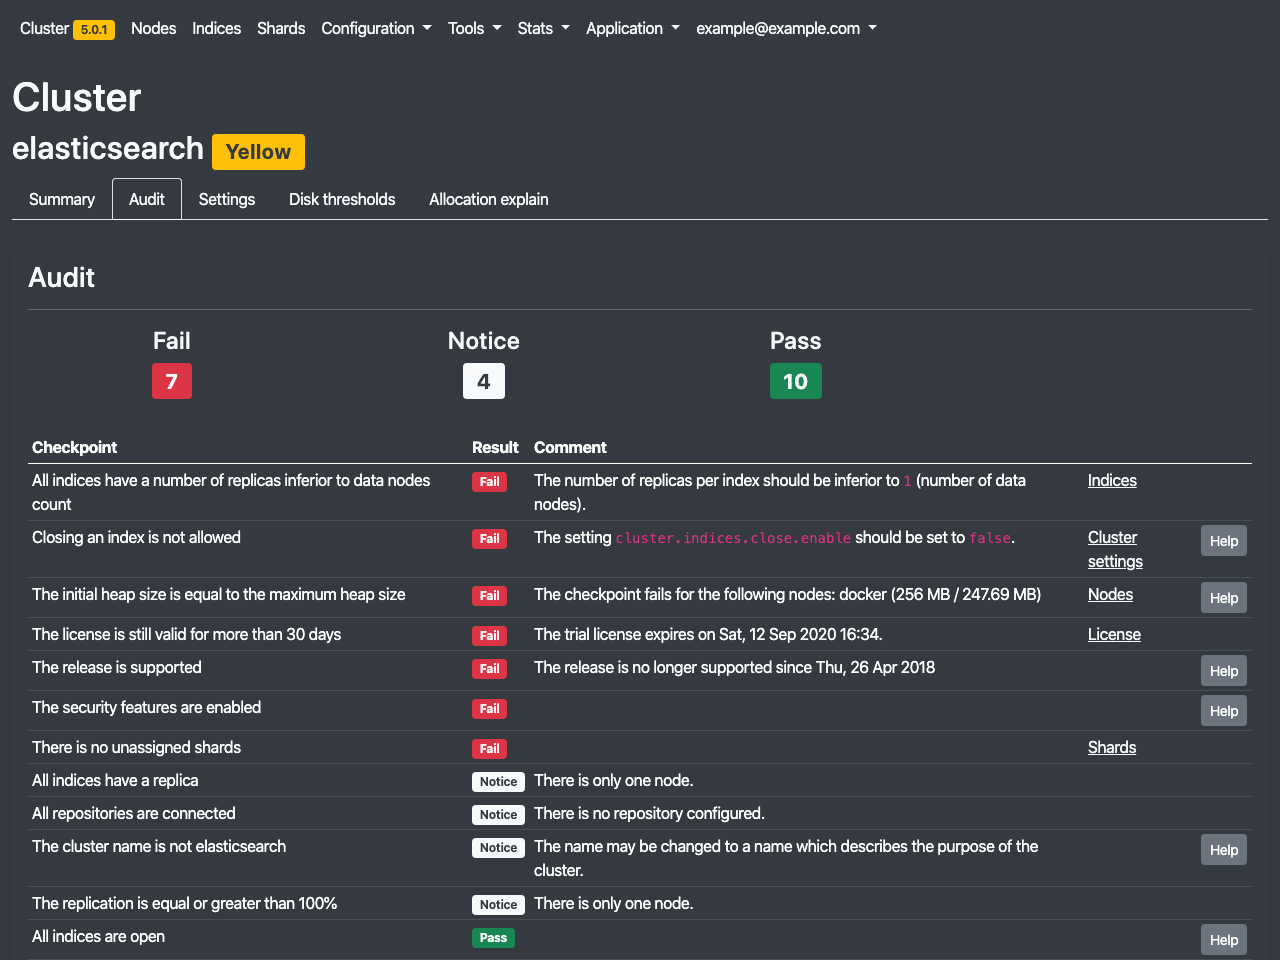 Cluster 5.0.1 Nodes Indices Shards Configuration Tools Stats Application example@example.com
Cluster
elasticsearch Yellow
Summary Audit Settings Disk thresholds Allocation explain
Audit
Fail Notice Pass
7 4 10
Checkpoint Result Comment
All indices have a number of replicas inferior to data nodes Fail The number of replicas per index should be inferior to 1 (number of data Indices
count nodes).
Closing an index is not allowed Fail The setting cluster.indices.close.enable should be set to false. Cluster Help
settings
The initial heap size is equal to the maximum heap size Fail The checkpoint fails for the following nodes: docker (256 MB / 247.69 MB) Nodes Help
The license is still valid for more than 30 days Fail The trial license expires on Sat, 12 Sep 2020 16:34. License
The release is supported Fail The release is no longer supported since Thu, 26 Apr 2018 Help
The security features are enabled Fail Help
There is no unassigned shards Fail Shards
All indices have a replica Notice There is only one node.
All repositories are connected Notice There is no repository configured.
The cluster name is not elasticsearch Notice The name may be changed to a name which describes the purpose of the Help
cluster.
The replication is equal or greater than 100% Notice There is only one node.
All indices are open Pass Help